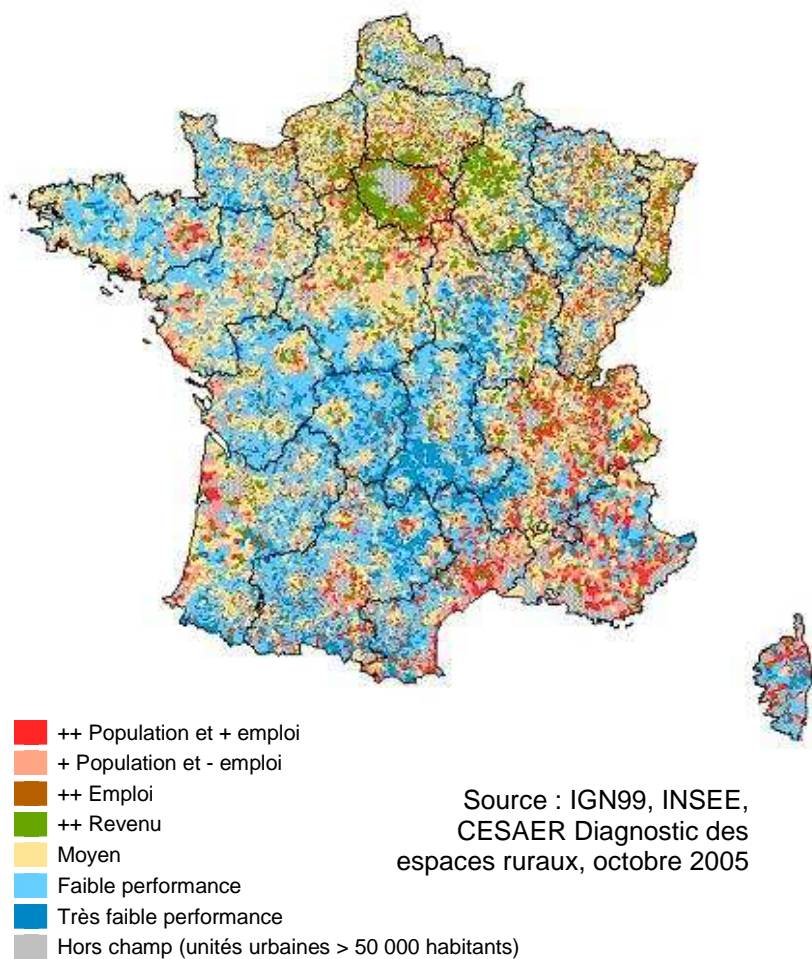 ++ Population et + emploi
+ Population et - emploi
++ Emploi
++ Revenu
Moyen
Faible performance
Très faible performance
Hors champ (unités urbaines > 50 000 habitants)
Source : IGN99, INSEE,
CESAER Diagnostic des
espaces ruraux, octobre 2005